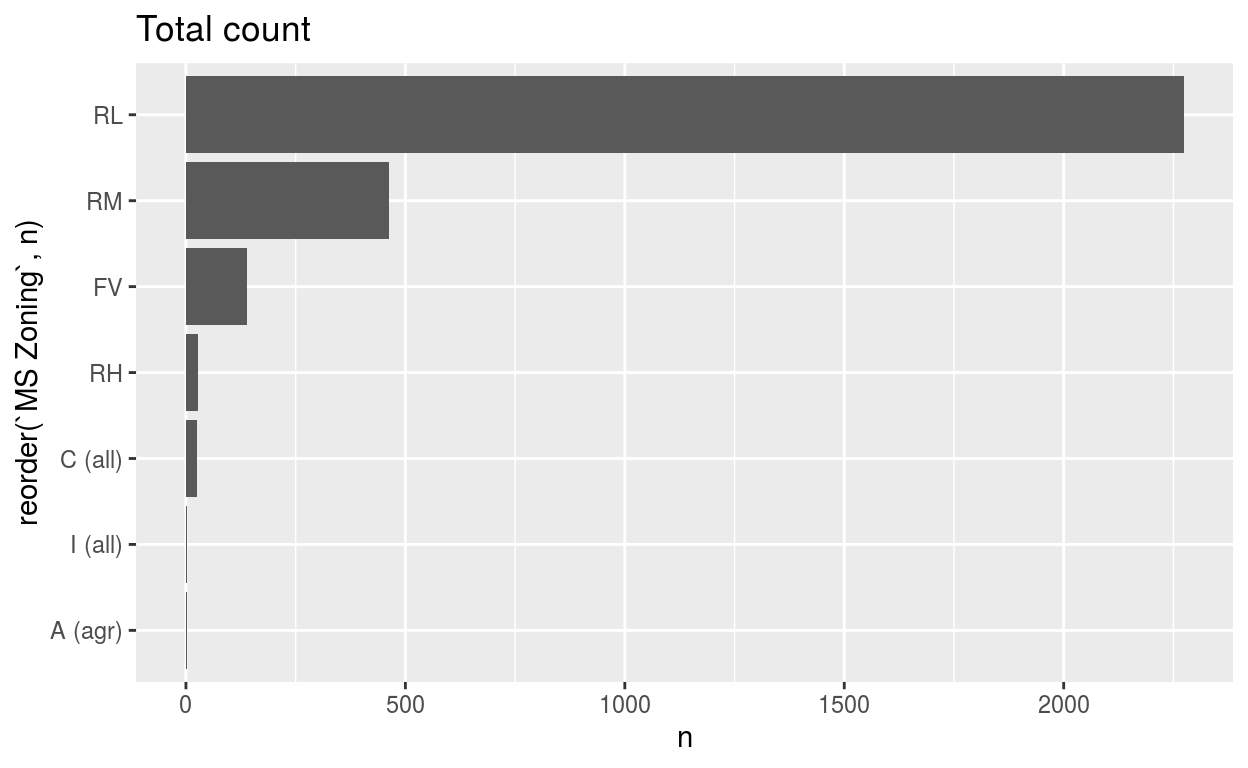 Total count
reorder(`MS Zoning`, n)
RL
RM
FV
RH
C (all)
I (all)
A (agr)
0 500 1000 1500 2000
n